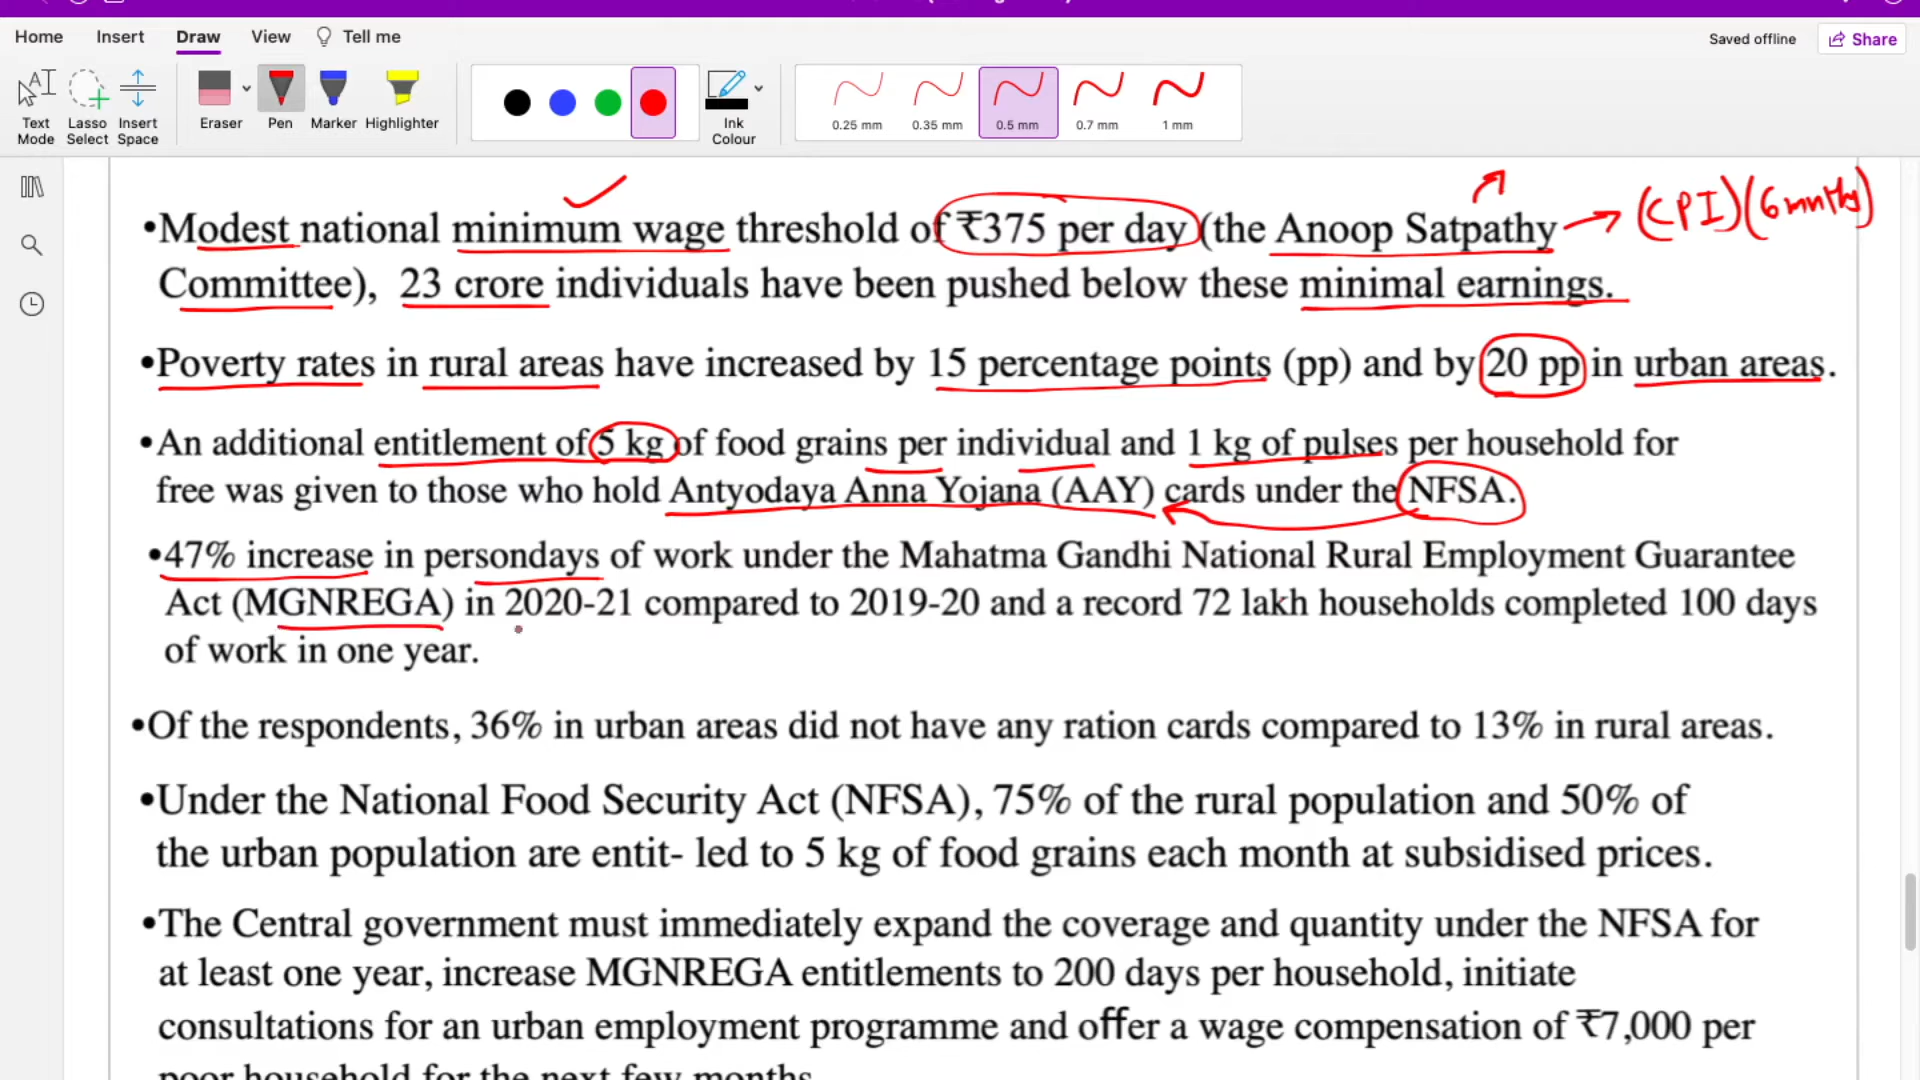 Home Insert Draw View Tell me Saved offline Share
Text Mode Lasso Select Insert Space Eraser Pen Marker Highlighter Ink Colour 0.25 mm 0.35 mm 0.5 mm 0.7 mm 1 mm
•Modest national minimum wage threshold of ₹375 per day (the Anoop Satpathy → (CPI)(6mnths)
Committee), 23 crore individuals have been pushed below these minimal earnings.
•Poverty rates in rural areas have increased by 15 percentage points (pp) and by 20 pp in urban areas.
•An additional entitlement of 5 kg of food grains per individual and 1 kg of pulses per household for
free was given to those who hold Antyodaya Anna Yojana (AAY) cards under the NFSA.
•47% increase in persondays of work under the Mahatma Gandhi National Rural Employment Guarantee
Act (MGNREGA) in 2020-21 compared to 2019-20 and a record 72 lakh households completed 100 days
of work in one year.
•Of the respondents, 36% in urban areas did not have any ration cards compared to 13% in rural areas.
•Under the National Food Security Act (NFSA), 75% of the rural population and 50% of
the urban population are entit- led to 5 kg of food grains each month at subsidised prices.
•The Central government must immediately expand the coverage and quantity under the NFSA for
at least one year, increase MGNREGA entitlements to 200 days per household, initiate
consultations for an urban employment programme and offer a wage compensation of ₹7,000 per
poor household for the next few months.